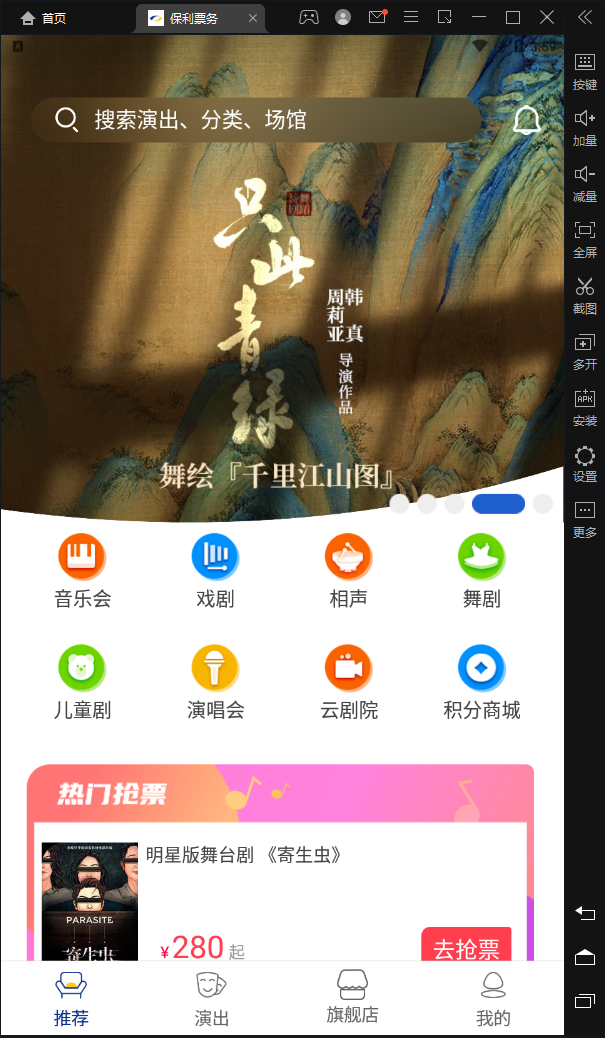 首页
保利票务
3:59
搜索演出、分类、场馆
只此青绿
韩真
周莉亚
导演作品
舞绘『千里江山图』
音乐会
戏剧
相声
舞剧
儿童剧
演唱会
云剧院
积分商城
热门抢票
明星版舞台剧 《寄生虫》
PARASITE
寄生虫
¥280 起
去抢票
推荐
演出
旗舰店
我的
按键
加量
减量
全屏
截图
多开
APK
安装
设置
更多